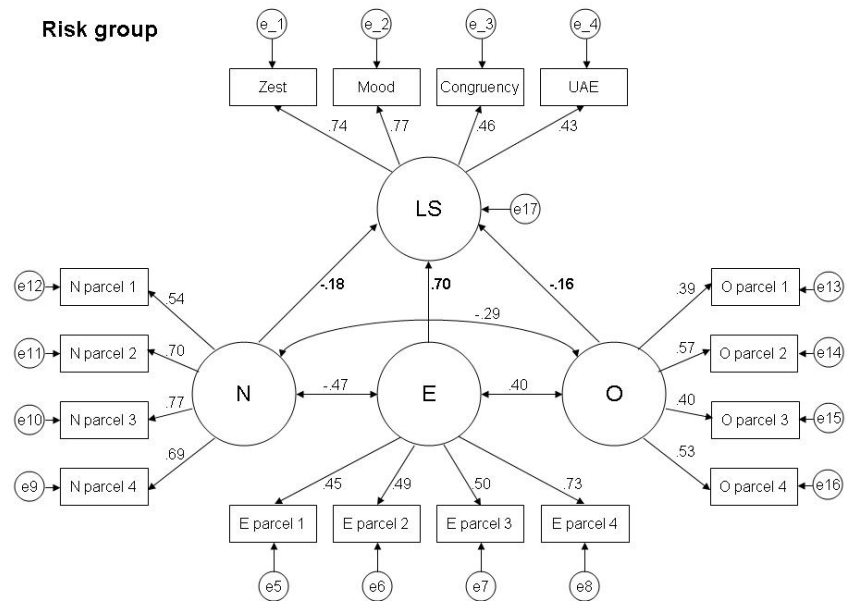 Risk group
e_1 e_2 e_3 e_4
Zest Mood Congruency UAE
.74 .77 .46 .43
LS e17
-.18 .70 -.16
-.29
e12 N parcel 1 .54
e11 N parcel 2 .70
e10 N parcel 3 .77
e9 N parcel 4 .69
N -.47 E .40 O
.39 O parcel 1 e13
.57 O parcel 2 e14
.40 O parcel 3 e15
.53 O parcel 4 e16
.45 .49 .50 .73
E parcel 1 E parcel 2 E parcel 3 E parcel 4
e5 e6 e7 e8